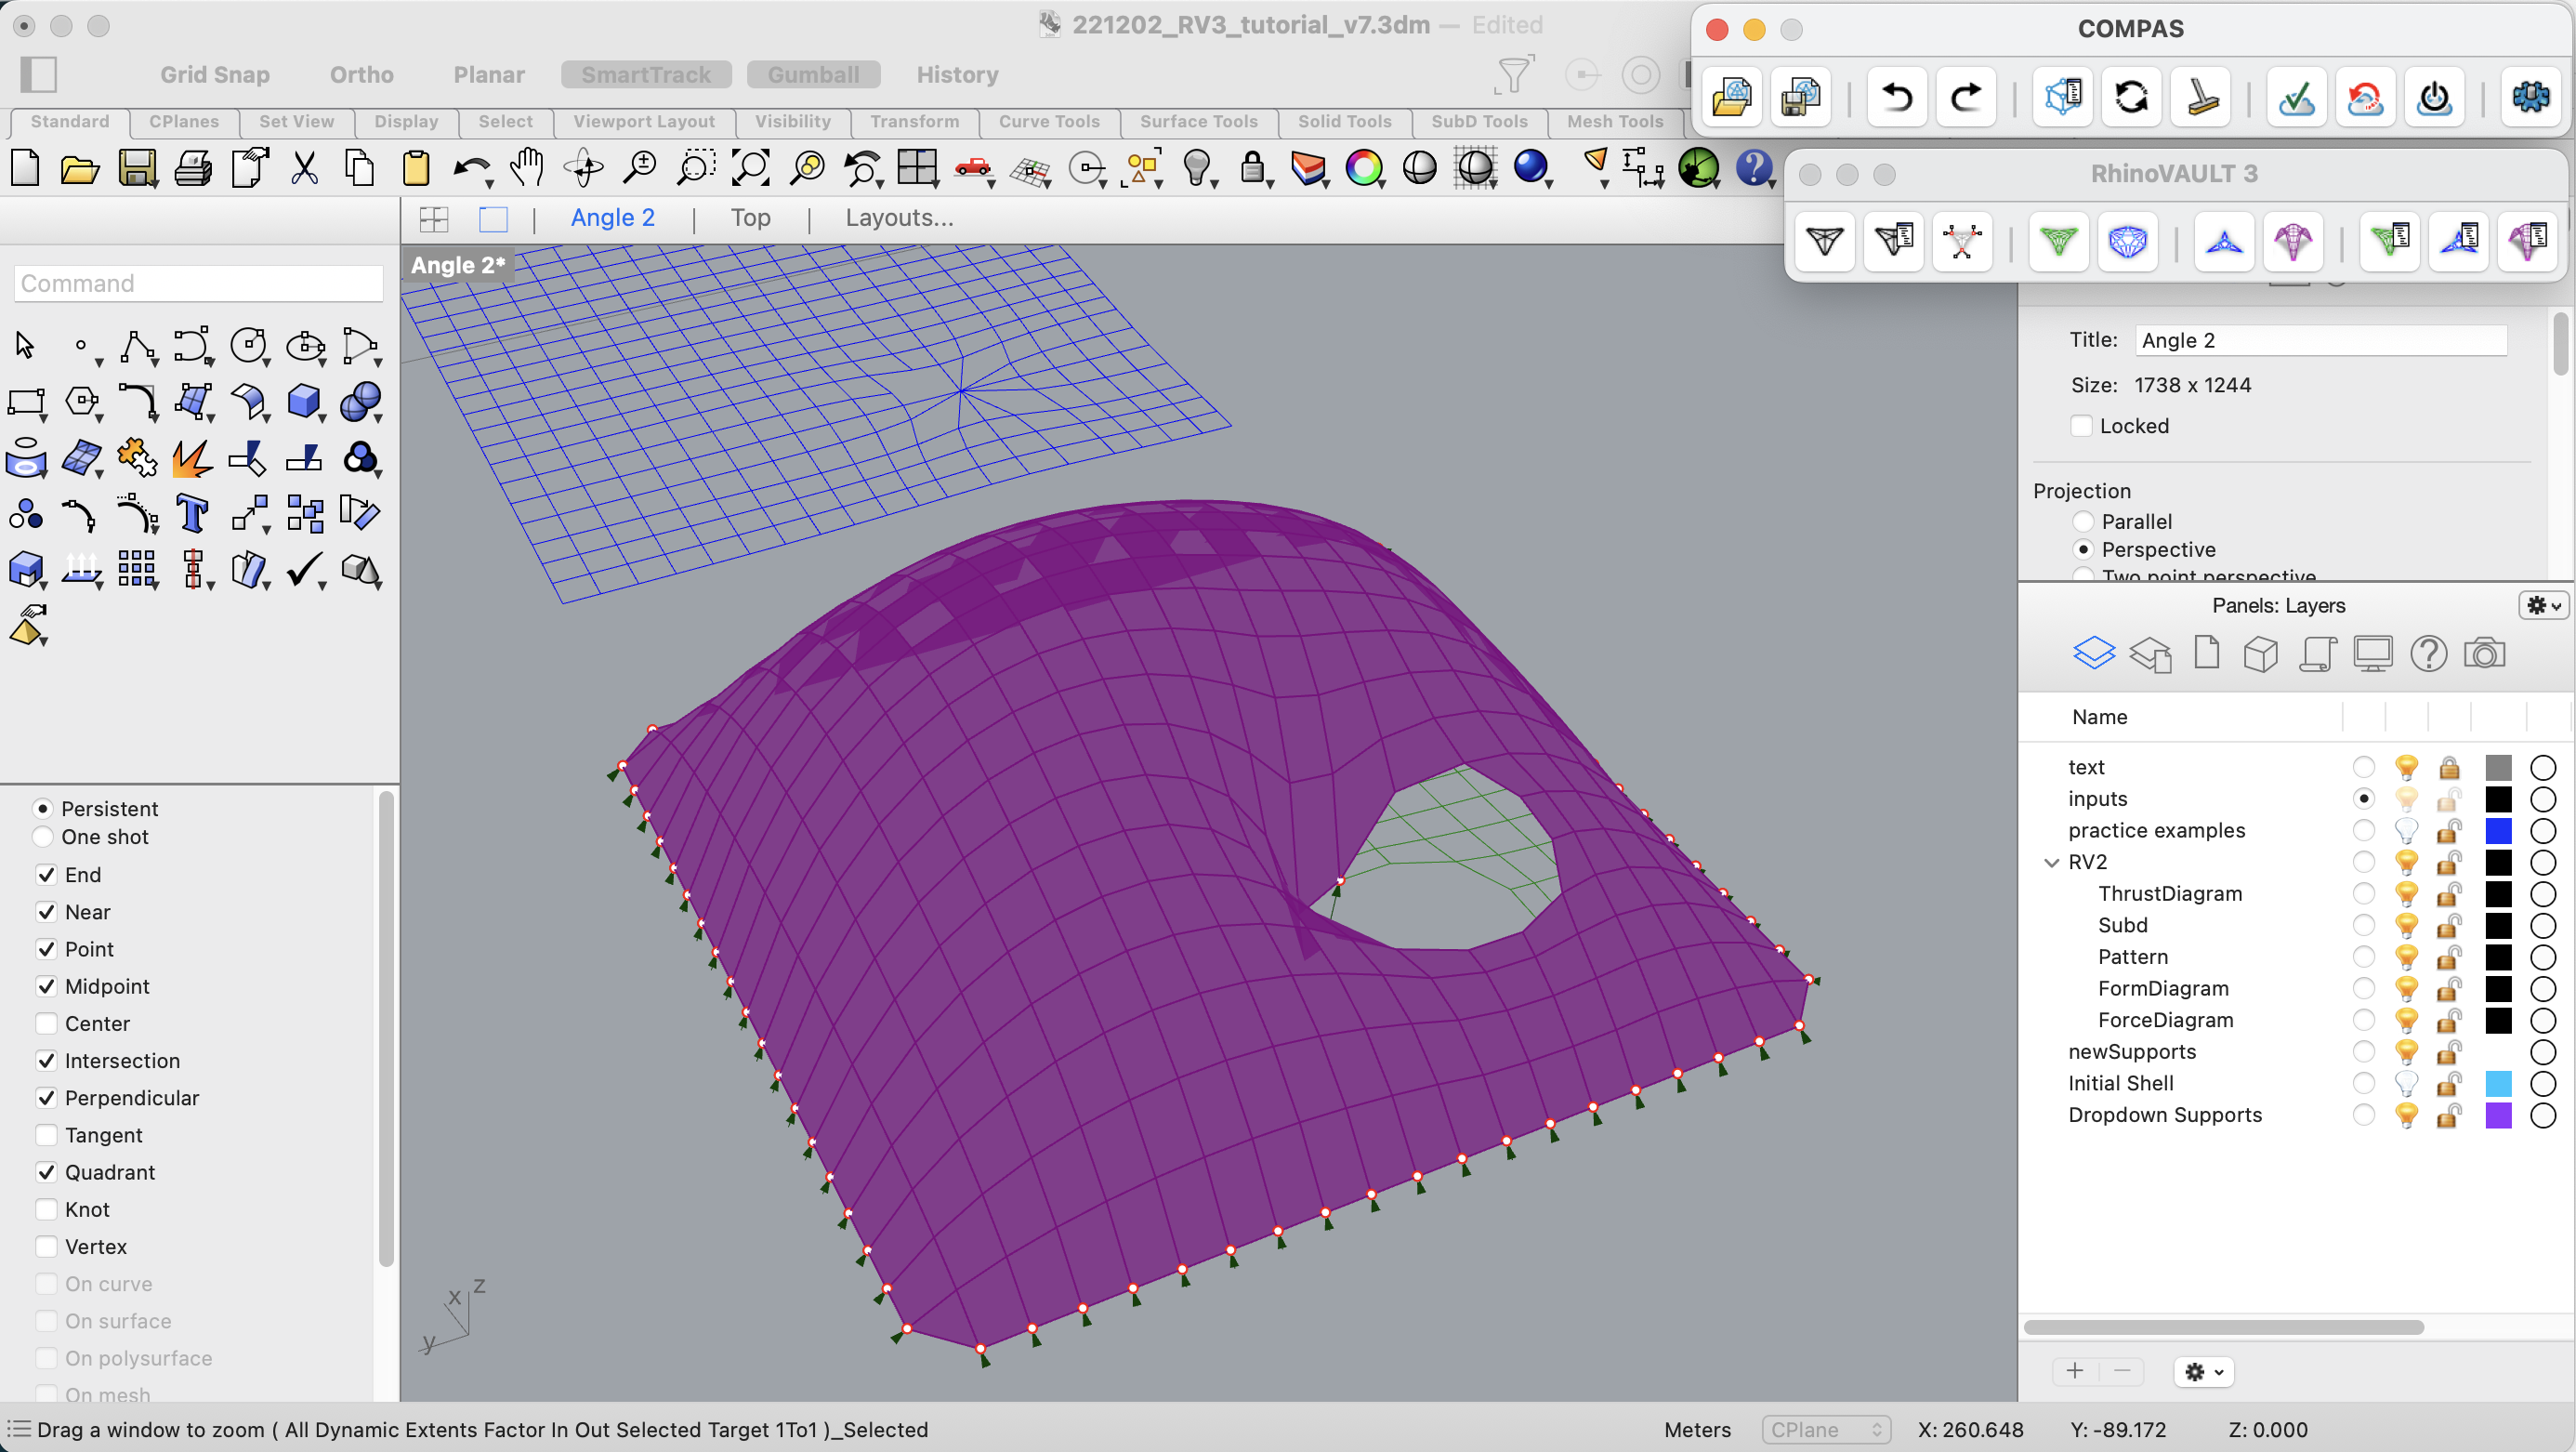 221202_RV3_tutorial_v7.3dm — Edited
COMPAS
Grid Snap Ortho Planar SmartTrack Gumball History
Standard CPlanes Set View Display Select Viewport Layout Visibility Transform Curve Tools Surface Tools Solid Tools SubD Tools Mesh Tools
RhinoVAULT 3
Angle 2 | Top | Layouts...
Angle 2*
Command
Title: Angle 2
Size: 1738 x 1244
Locked
Projection
Parallel
Perspective
Two point perspective
Panels: Layers
Name
text
inputs
practice examples
RV2
ThrustDiagram
Subd
Pattern
FormDiagram
ForceDiagram
newSupports
Initial Shell
Dropdown Supports
Persistent
One shot
End
Near
Point
Midpoint
Center
Intersection
Perpendicular
Tangent
Quadrant
Knot
Vertex
On curve
On surface
On polysurface
On mesh
x z
y
Drag a window to zoom ( All Dynamic Extents Factor In Out Selected Target 1To1 )_Selected
Meters CPlane X: 260.648 Y: -89.172 Z: 0.000